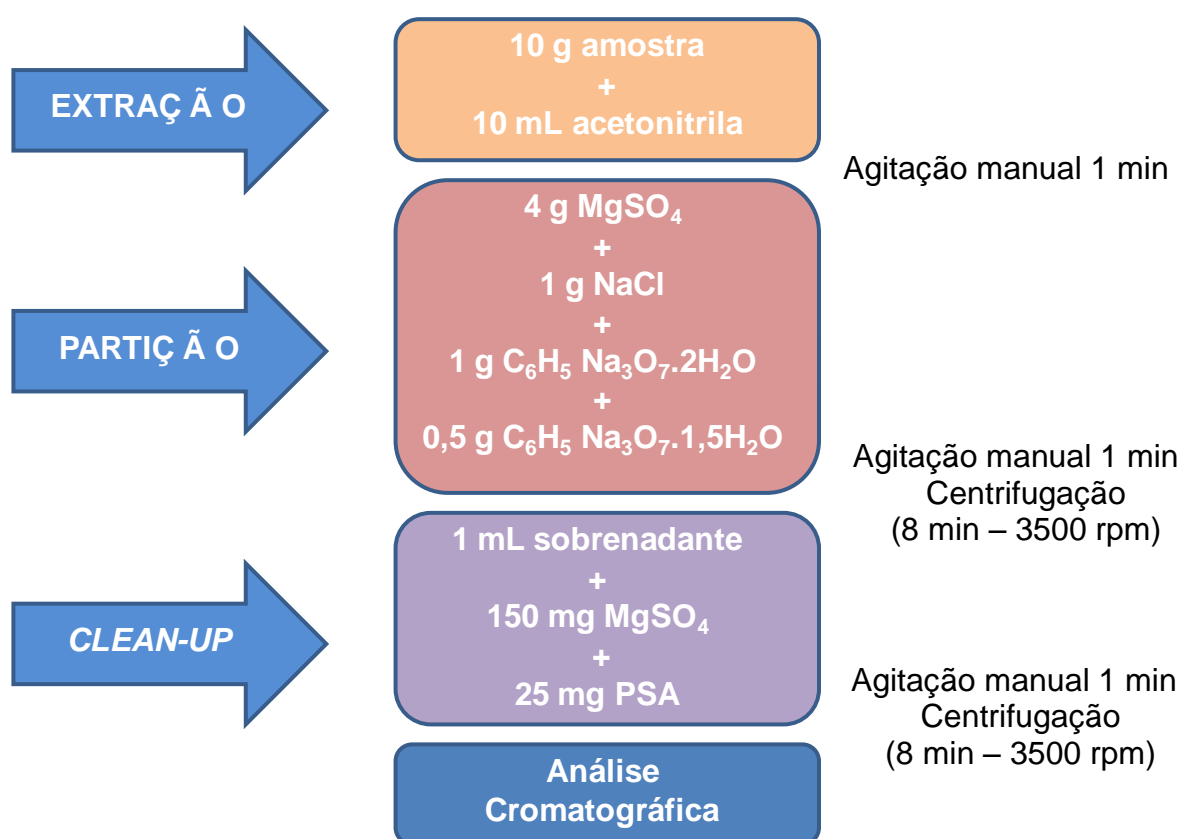 EXTRAÇ Ã O
10 g amostra
+
10 mL acetonitrila
Agitação manual 1 min
PARTIÇ Ã O
4 g MgSO₄
+
1 g NaCl
+
1 g C₆H₅ Na₃O₇.2H₂O
+
0,5 g C₆H₅ Na₃O₇.1,5H₂O
Agitação manual 1 min
Centrifugação
(8 min – 3500 rpm)
CLEAN-UP
1 mL sobrenadante
+
150 mg MgSO₄
+
25 mg PSA
Agitação manual 1 min
Centrifugação
(8 min – 3500 rpm)
Análise
Cromatográfica